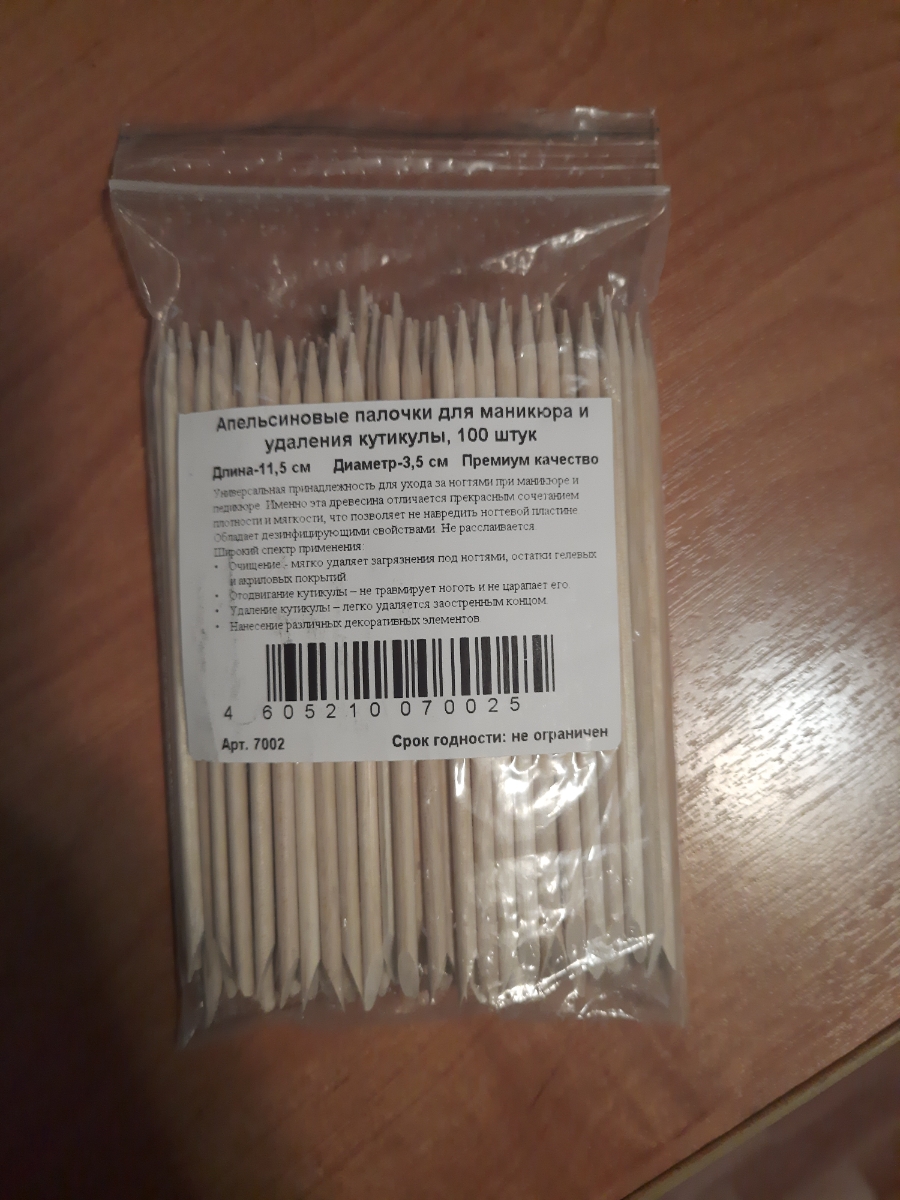 Апельсиновые палочки для маникюра и
удаления кутикулы, 100 штук
Длина-11,5 см Диаметр-3,5 см Премиум качество
Универсальная принадлежность для ухода за ногтями при маникюре и
педикюре. Именно эта древесина отличается прекрасным сочетанием
плотности и мягкости, что позволяет не навредить ногтевой пластине.
Обладает дезинфицирующими свойствами. Не расслаивается.
Широкий спектр применения:
• Очищение - мягко удаляет загрязнения под ногтями, остатки гелевых
и акриловых покрытий.
• Отодвигание кутикулы – не травмирует ноготь и не царапает его.
• Удаление кутикулы – легко удаляется заостренным концом.
• Нанесение различных декоративных элементов
4 605210 070025
Арт. 7002 Срок годности: не ограничен